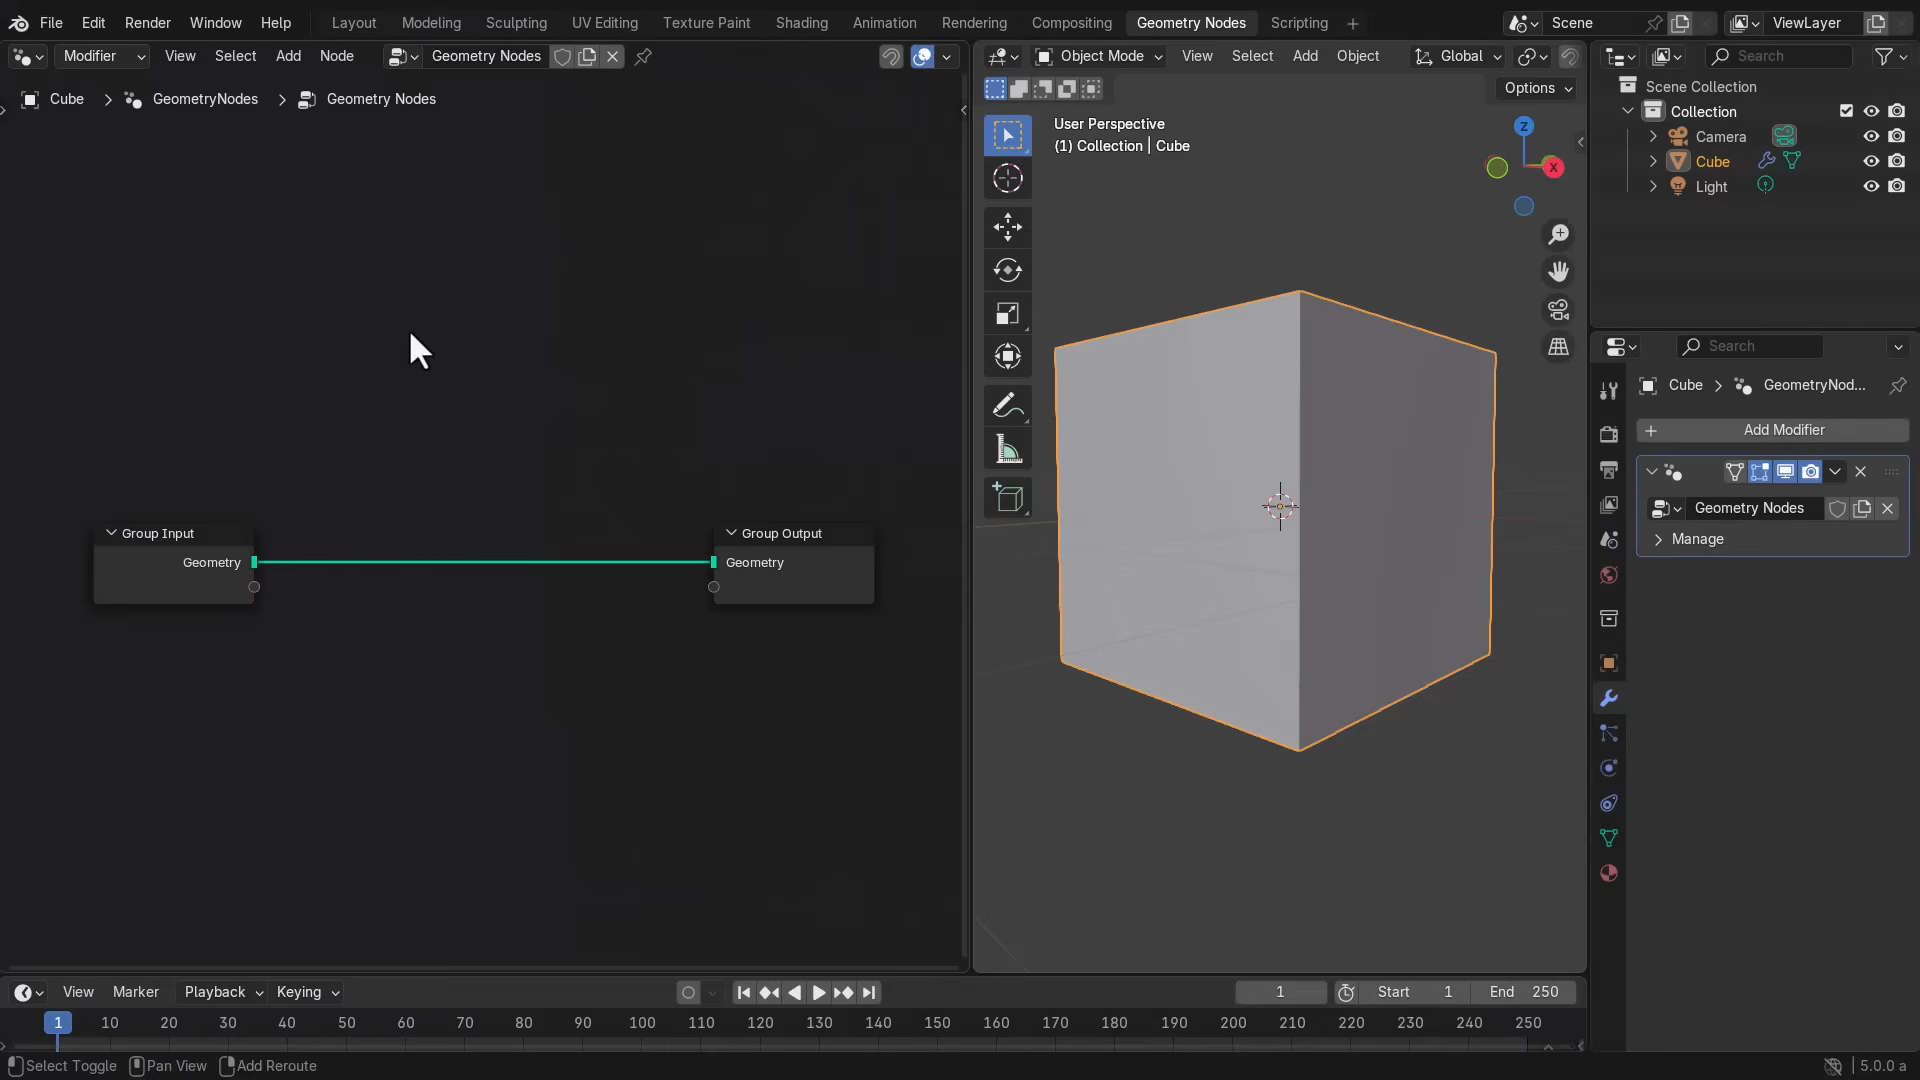 File Edit Render Window Help Layout Modeling Sculpting UV Editing Texture Paint Shading Animation Rendering Compositing Geometry Nodes Scripting Scene ViewLayer
Modifier View Select Add Node Geometry Nodes
Object Mode View Select Add Object Global
Search
Cube GeometryNodes Geometry Nodes
Options
User Perspective
(1) Collection | Cube
Z
X
Scene Collection
Collection
Camera
Cube
Light
Search
Cube GeometryNod...
Add Modifier
Geometry Nodes
Manage
Group Input
Geometry
Group Output
Geometry
View Marker Playback Keying 1 Start 1 End 250
1 10 20 30 40 50 60 70 80 90 100 110 120 130 140 150 160 170 180 190 200 210 220 230 240 250
Select Toggle Pan View Add Reroute 5.0.0 a